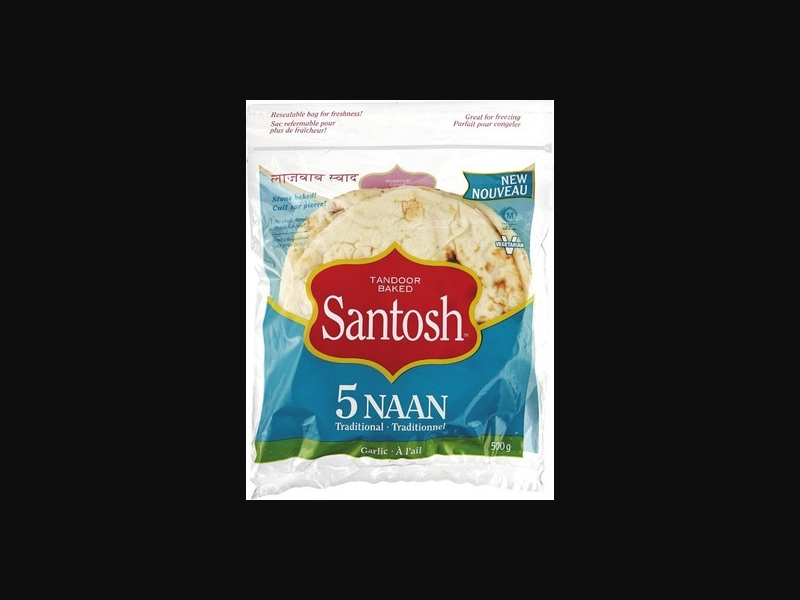 Resealable bag for freshness!
Sac refermable pour
plus de fraîcheur!
Great for freezing
Parfait pour congeler
लाजवाब स्वाद
NEW
NOUVEAU
Stone baked!
Cuit sur pierre!
M
VEGETARIAN
TANDOOR
BAKED
Santosh
5 NAAN
Traditional · Traditionnel
Garlic · À l'ail
500 g